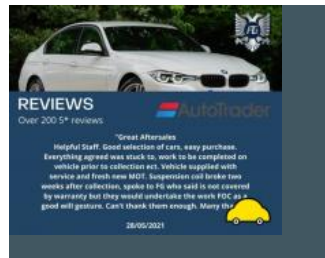 FG
REVIEWS
AutoTrader
Over 200 5* reviews
"Great Aftersales
Helpful Staff. Good selection of cars, easy purchase.
Everything agreed was stuck to, work to be completed on
vehicle prior to collection ect. Vehicle supplied with
service and fresh new MOT. Suspension coil broke two
weeks after collection, spoke to FG who said is not covered
by warranty but they would undertake the work FOC as a
good will gesture. Can't thank them enough. Many
28/05/2021